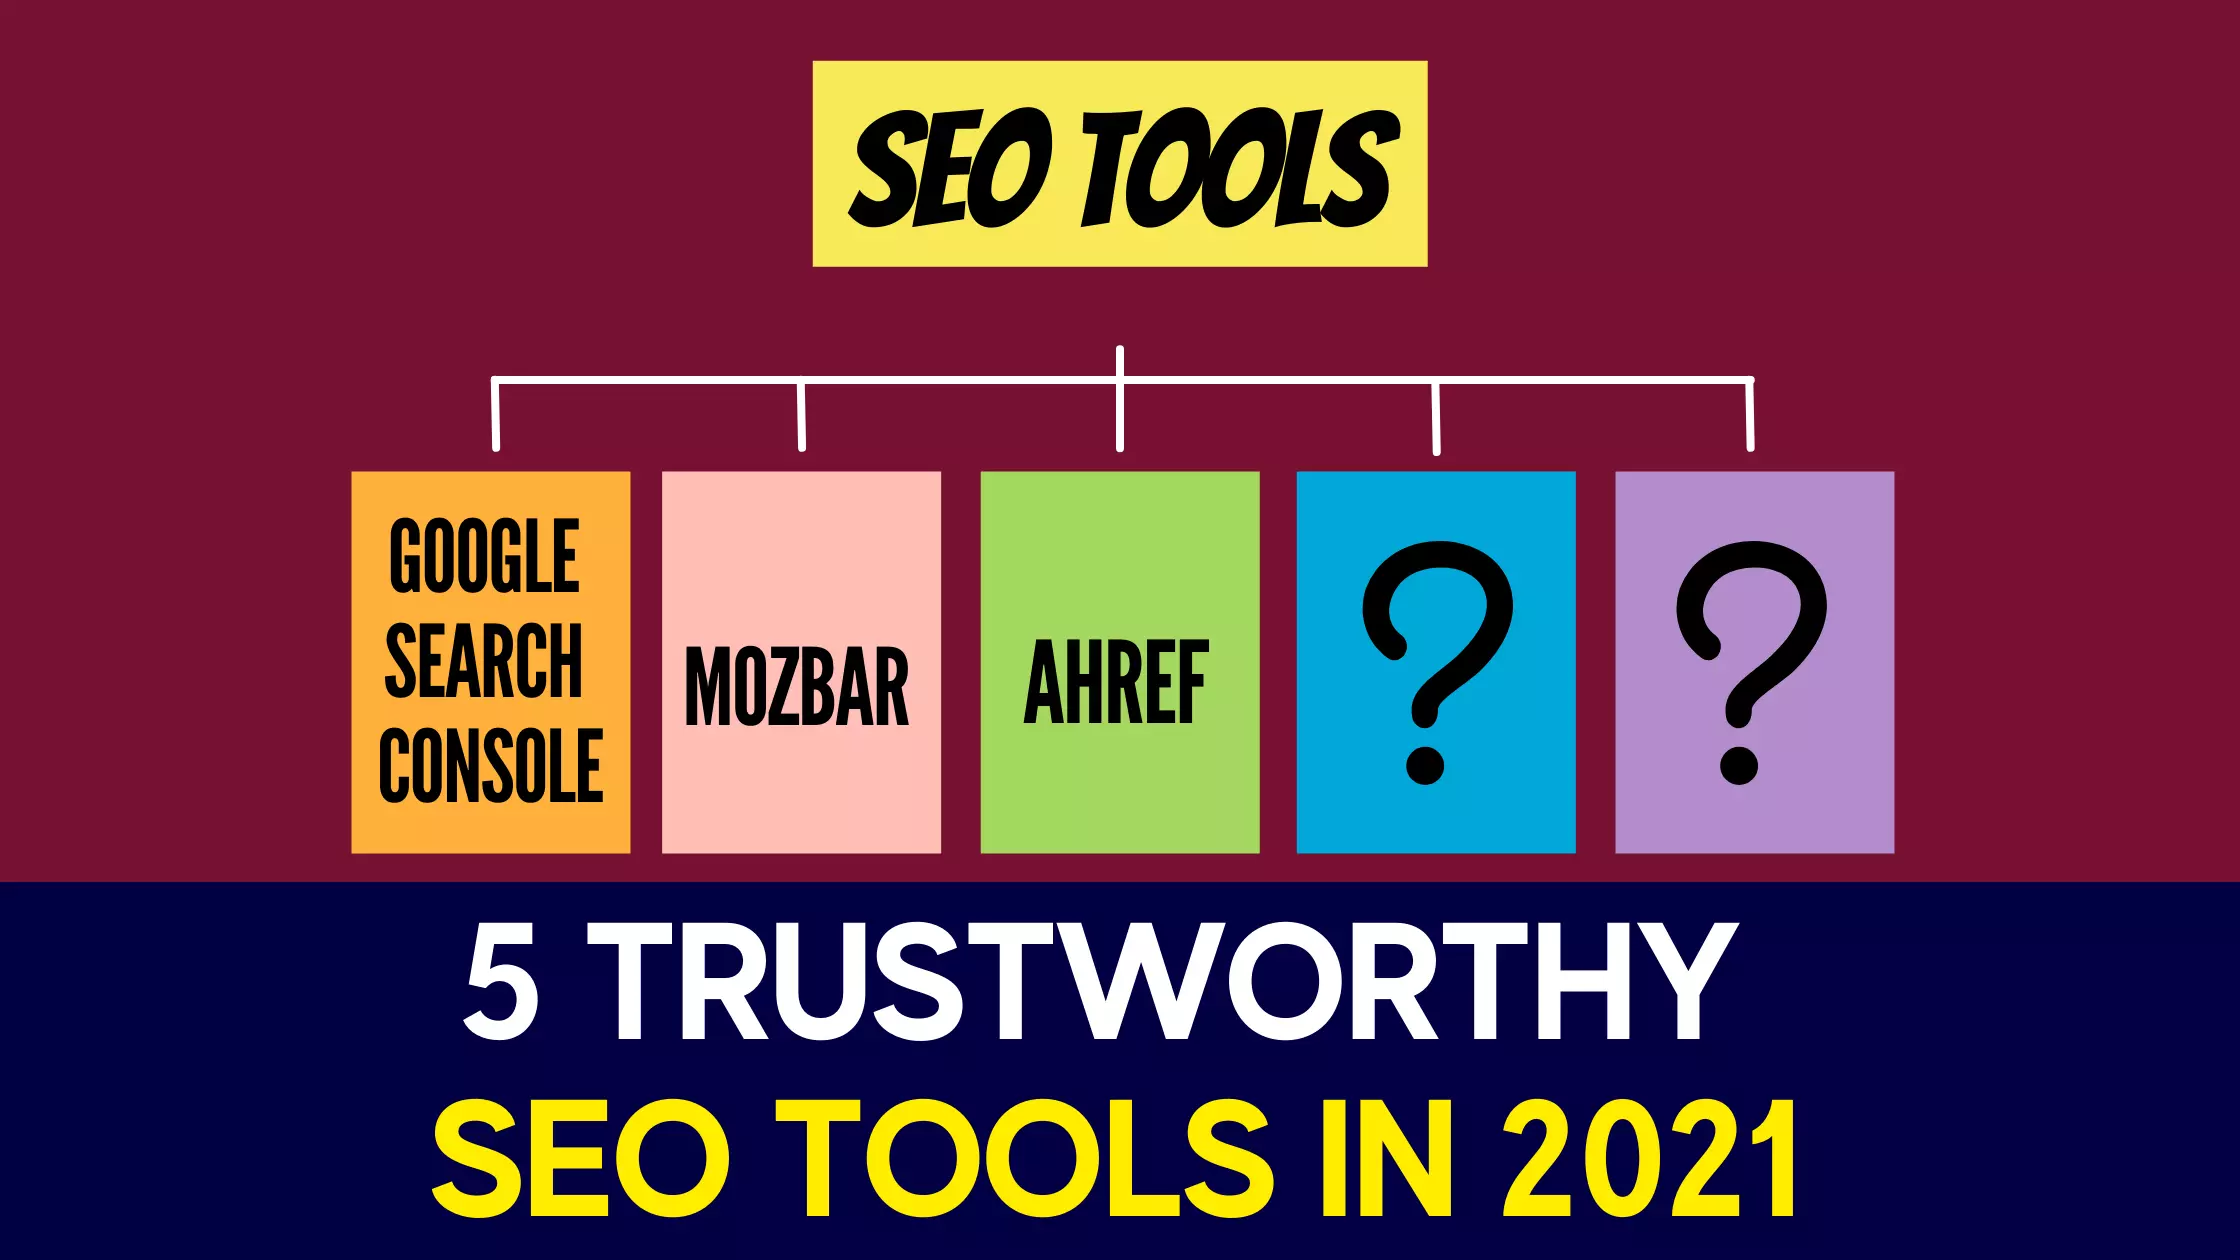 SEO TOOLS
GOOGLE
SEARCH
CONSOLE
MOZBAR
AHREF
?
?
5 TRUSTWORTHY
SEO TOOLS IN 2021